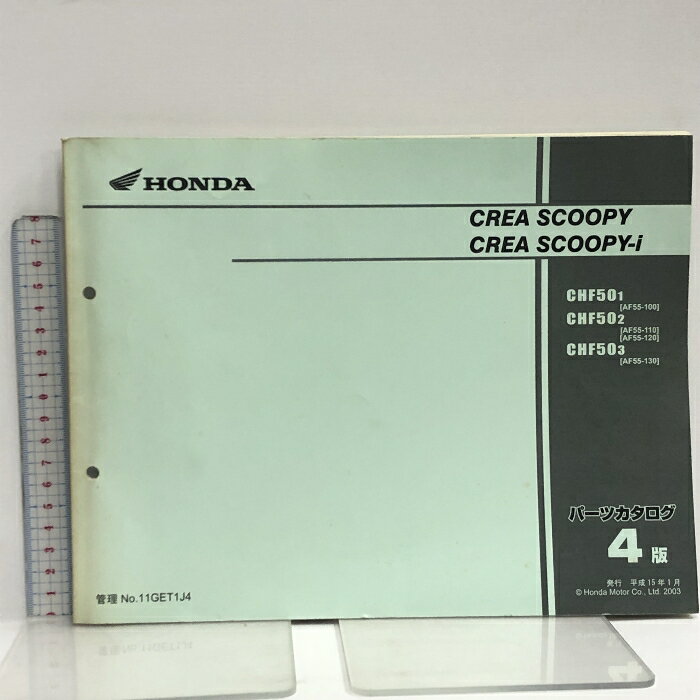 HONDA
CREA SCOOPY
CREA SCOOPY-i
CHF501
[AF55-100]
CHF502
[AF55-110]
[AF55-120]
CHF503
[AF55-130]
パーツカタログ
4版
発行 平成15年1月
© Honda Motor Co., Ltd. 2003
管理 No.11GET1J4